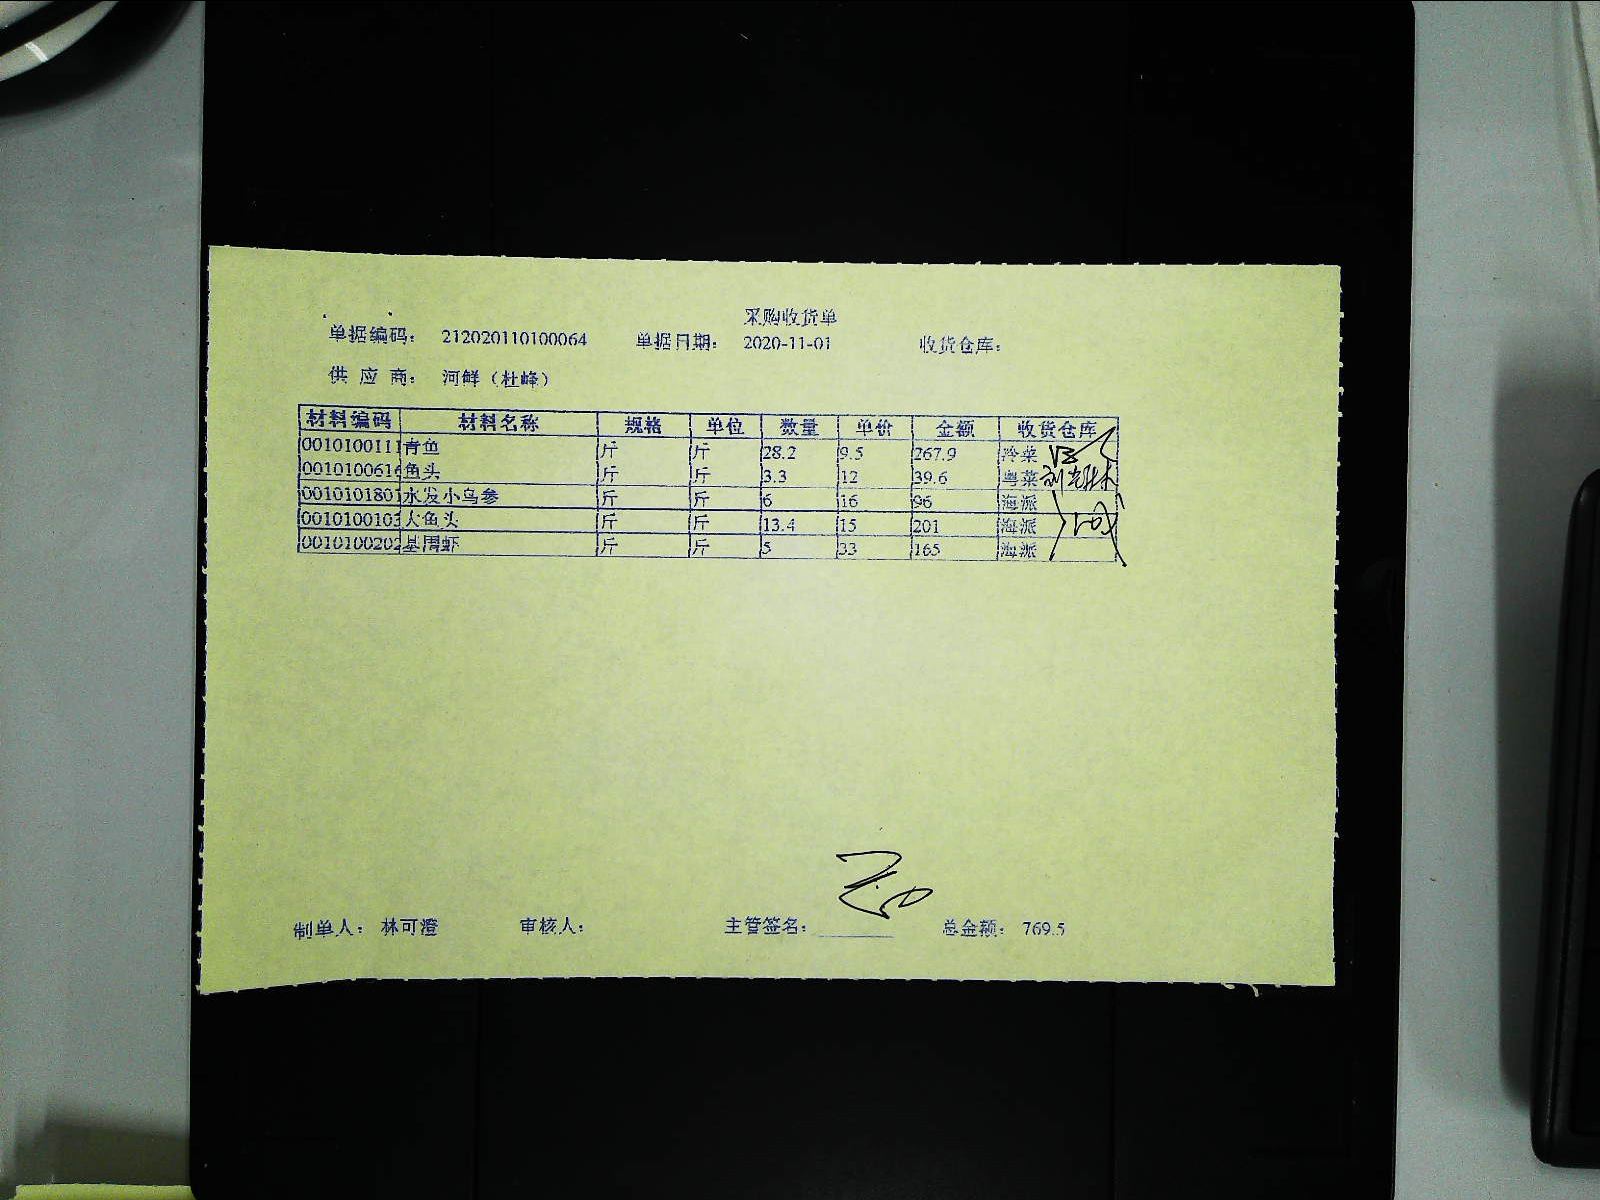 采购收货单
单据编码： 212020110100064 单据日期： 2020-11-01 收货仓库：
供 应 商： 河鲜（杜峰）
材料编码 材料名称 规格 单位 数量 单价 金额 收货仓库
0010100111 青鱼 斤 斤 28.2 9.5 267.9 冷菜
001010061 鱼头 斤 斤 3.3 12 39.6 粤菜
001010180 水发小乌参 斤 斤 6 16 96 海派
001010010 大鱼头 斤 斤 13.4 15 201 海派
001010020 基围虾 斤 斤 5 33 165 海派
制单人： 林可澄 审核人： 主管签名： 总金额： 769.5